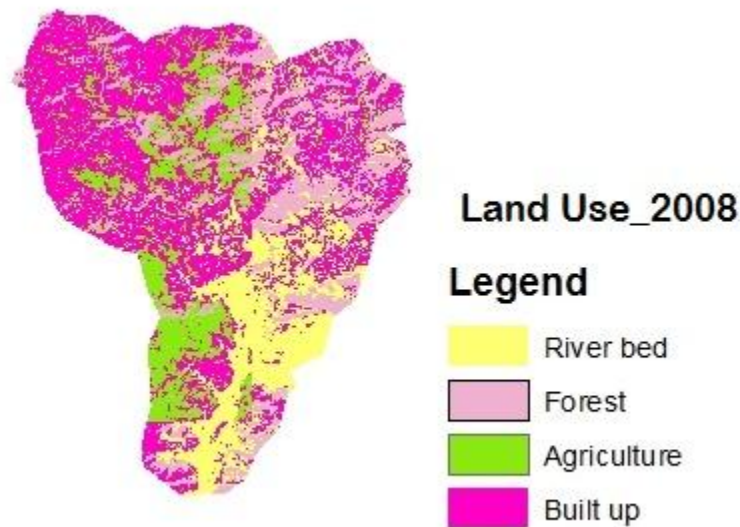 Land Use_2008
Legend
River bed
Forest
Agriculture
Built up